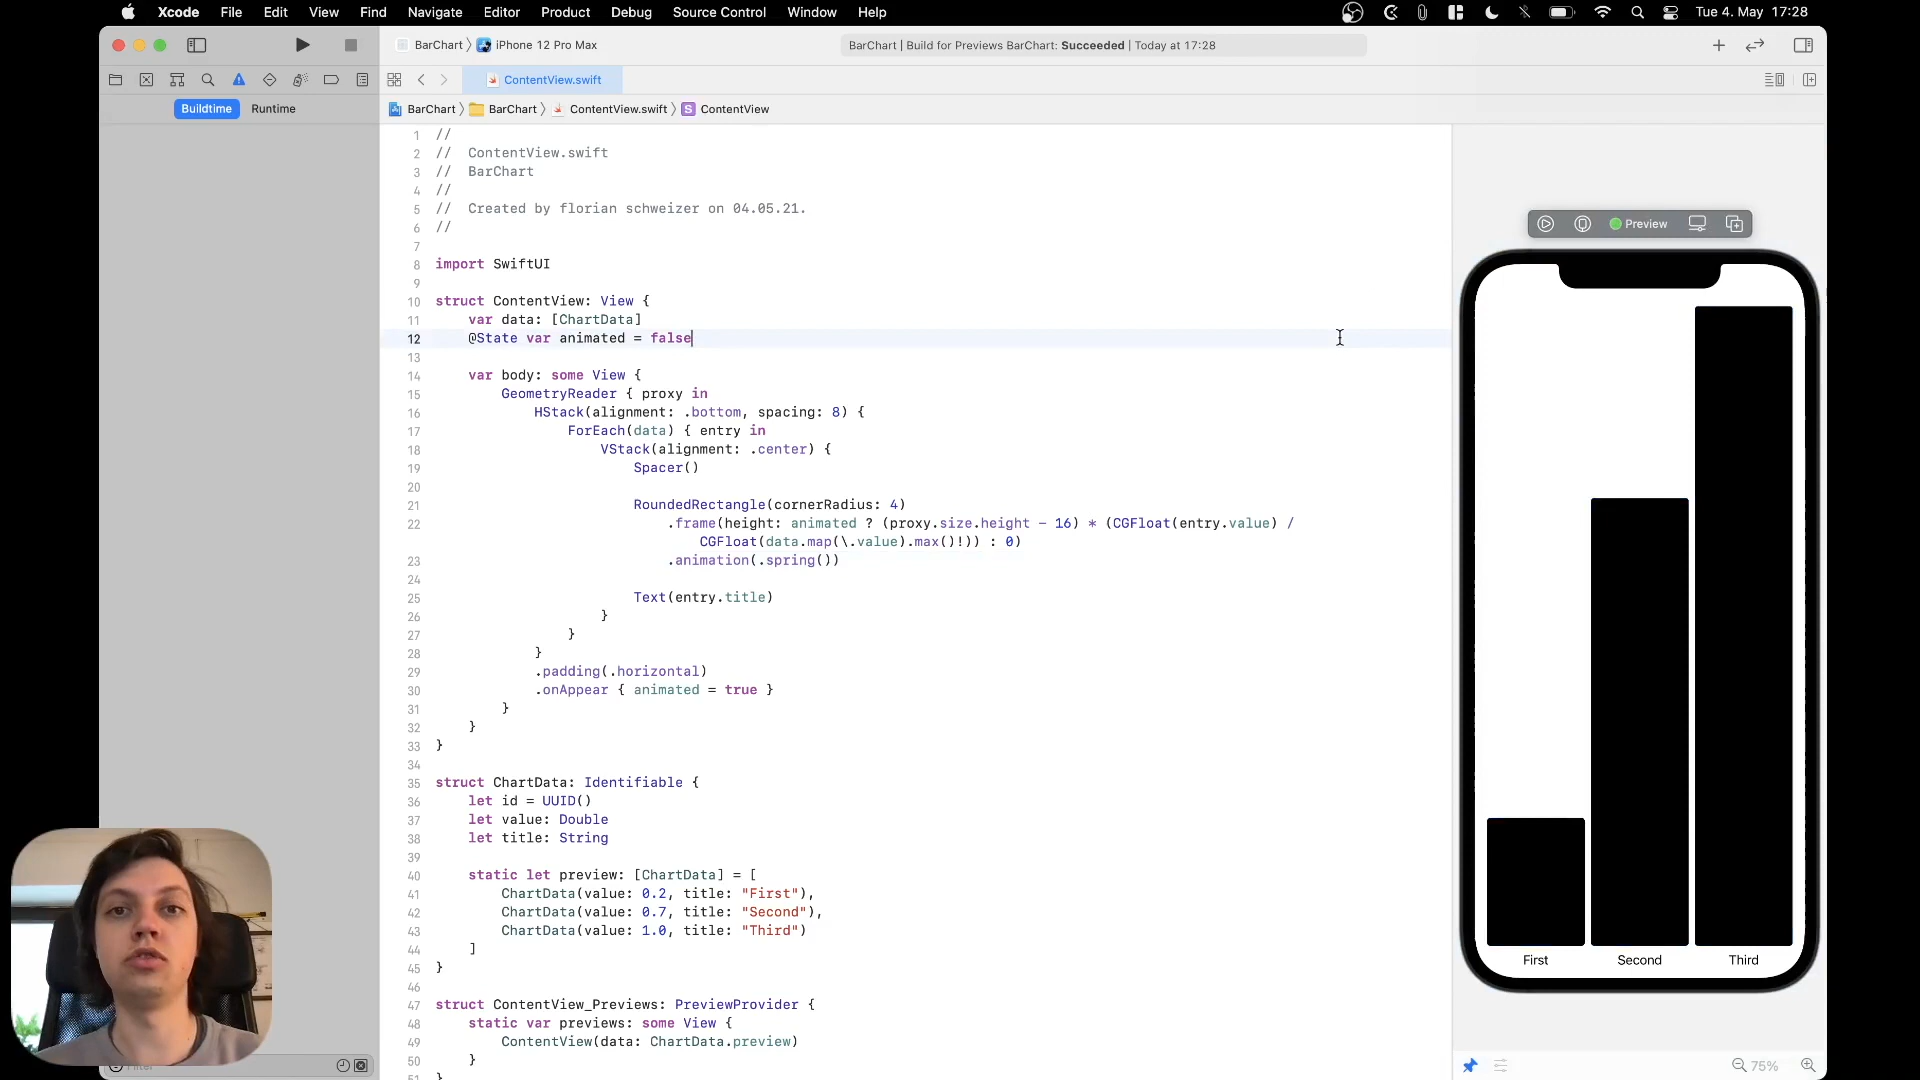 Xcode File Edit View Find Navigate Editor Product Debug Source Control Window Help Tue 4. May 17:28
BarChart iPhone 12 Pro Max BarChart | Build for Previews BarChart: Succeeded | Today at 17:28
ContentView.swift
Buildtime Runtime BarChart BarChart ContentView.swift S ContentView
1 //
2 // ContentView.swift
3 // BarChart
4 //
5 // Created by florian schweizer on 04.05.21.
6 //
7
8 import SwiftUI
9
10 struct ContentView: View {
11 var data: [ChartData]
12 @State var animated = false
13
14 var body: some View {
15 GeometryReader { proxy in
16 HStack(alignment: .bottom, spacing: 8) {
17 ForEach(data) { entry in
18 VStack(alignment: .center) {
19 Spacer()
20
21 RoundedRectangle(cornerRadius: 4)
22 .frame(height: animated ? (proxy.size.height - 16) * (CGFloat(entry.value) /
CGFloat(data.map(\.value).max()!)) : 0)
23 .animation(.spring())
24
25 Text(entry.title)
26 }
27 }
28 }
29 .padding(.horizontal)
30 .onAppear { animated = true }
31 }
32 }
33 }
34
35 struct ChartData: Identifiable {
36 let id = UUID()
37 let value: Double
38 let title: String
39
40 static let preview: [ChartData] = [
41 ChartData(value: 0.2, title: "First"),
42 ChartData(value: 0.7, title: "Second"),
43 ChartData(value: 1.0, title: "Third")
44 ]
45 }
46
47 struct ContentView_Previews: PreviewProvider {
48 static var previews: some View {
49 ContentView(data: ChartData.preview)
50 }
51 }
Preview
First Second Third
Filter
75%